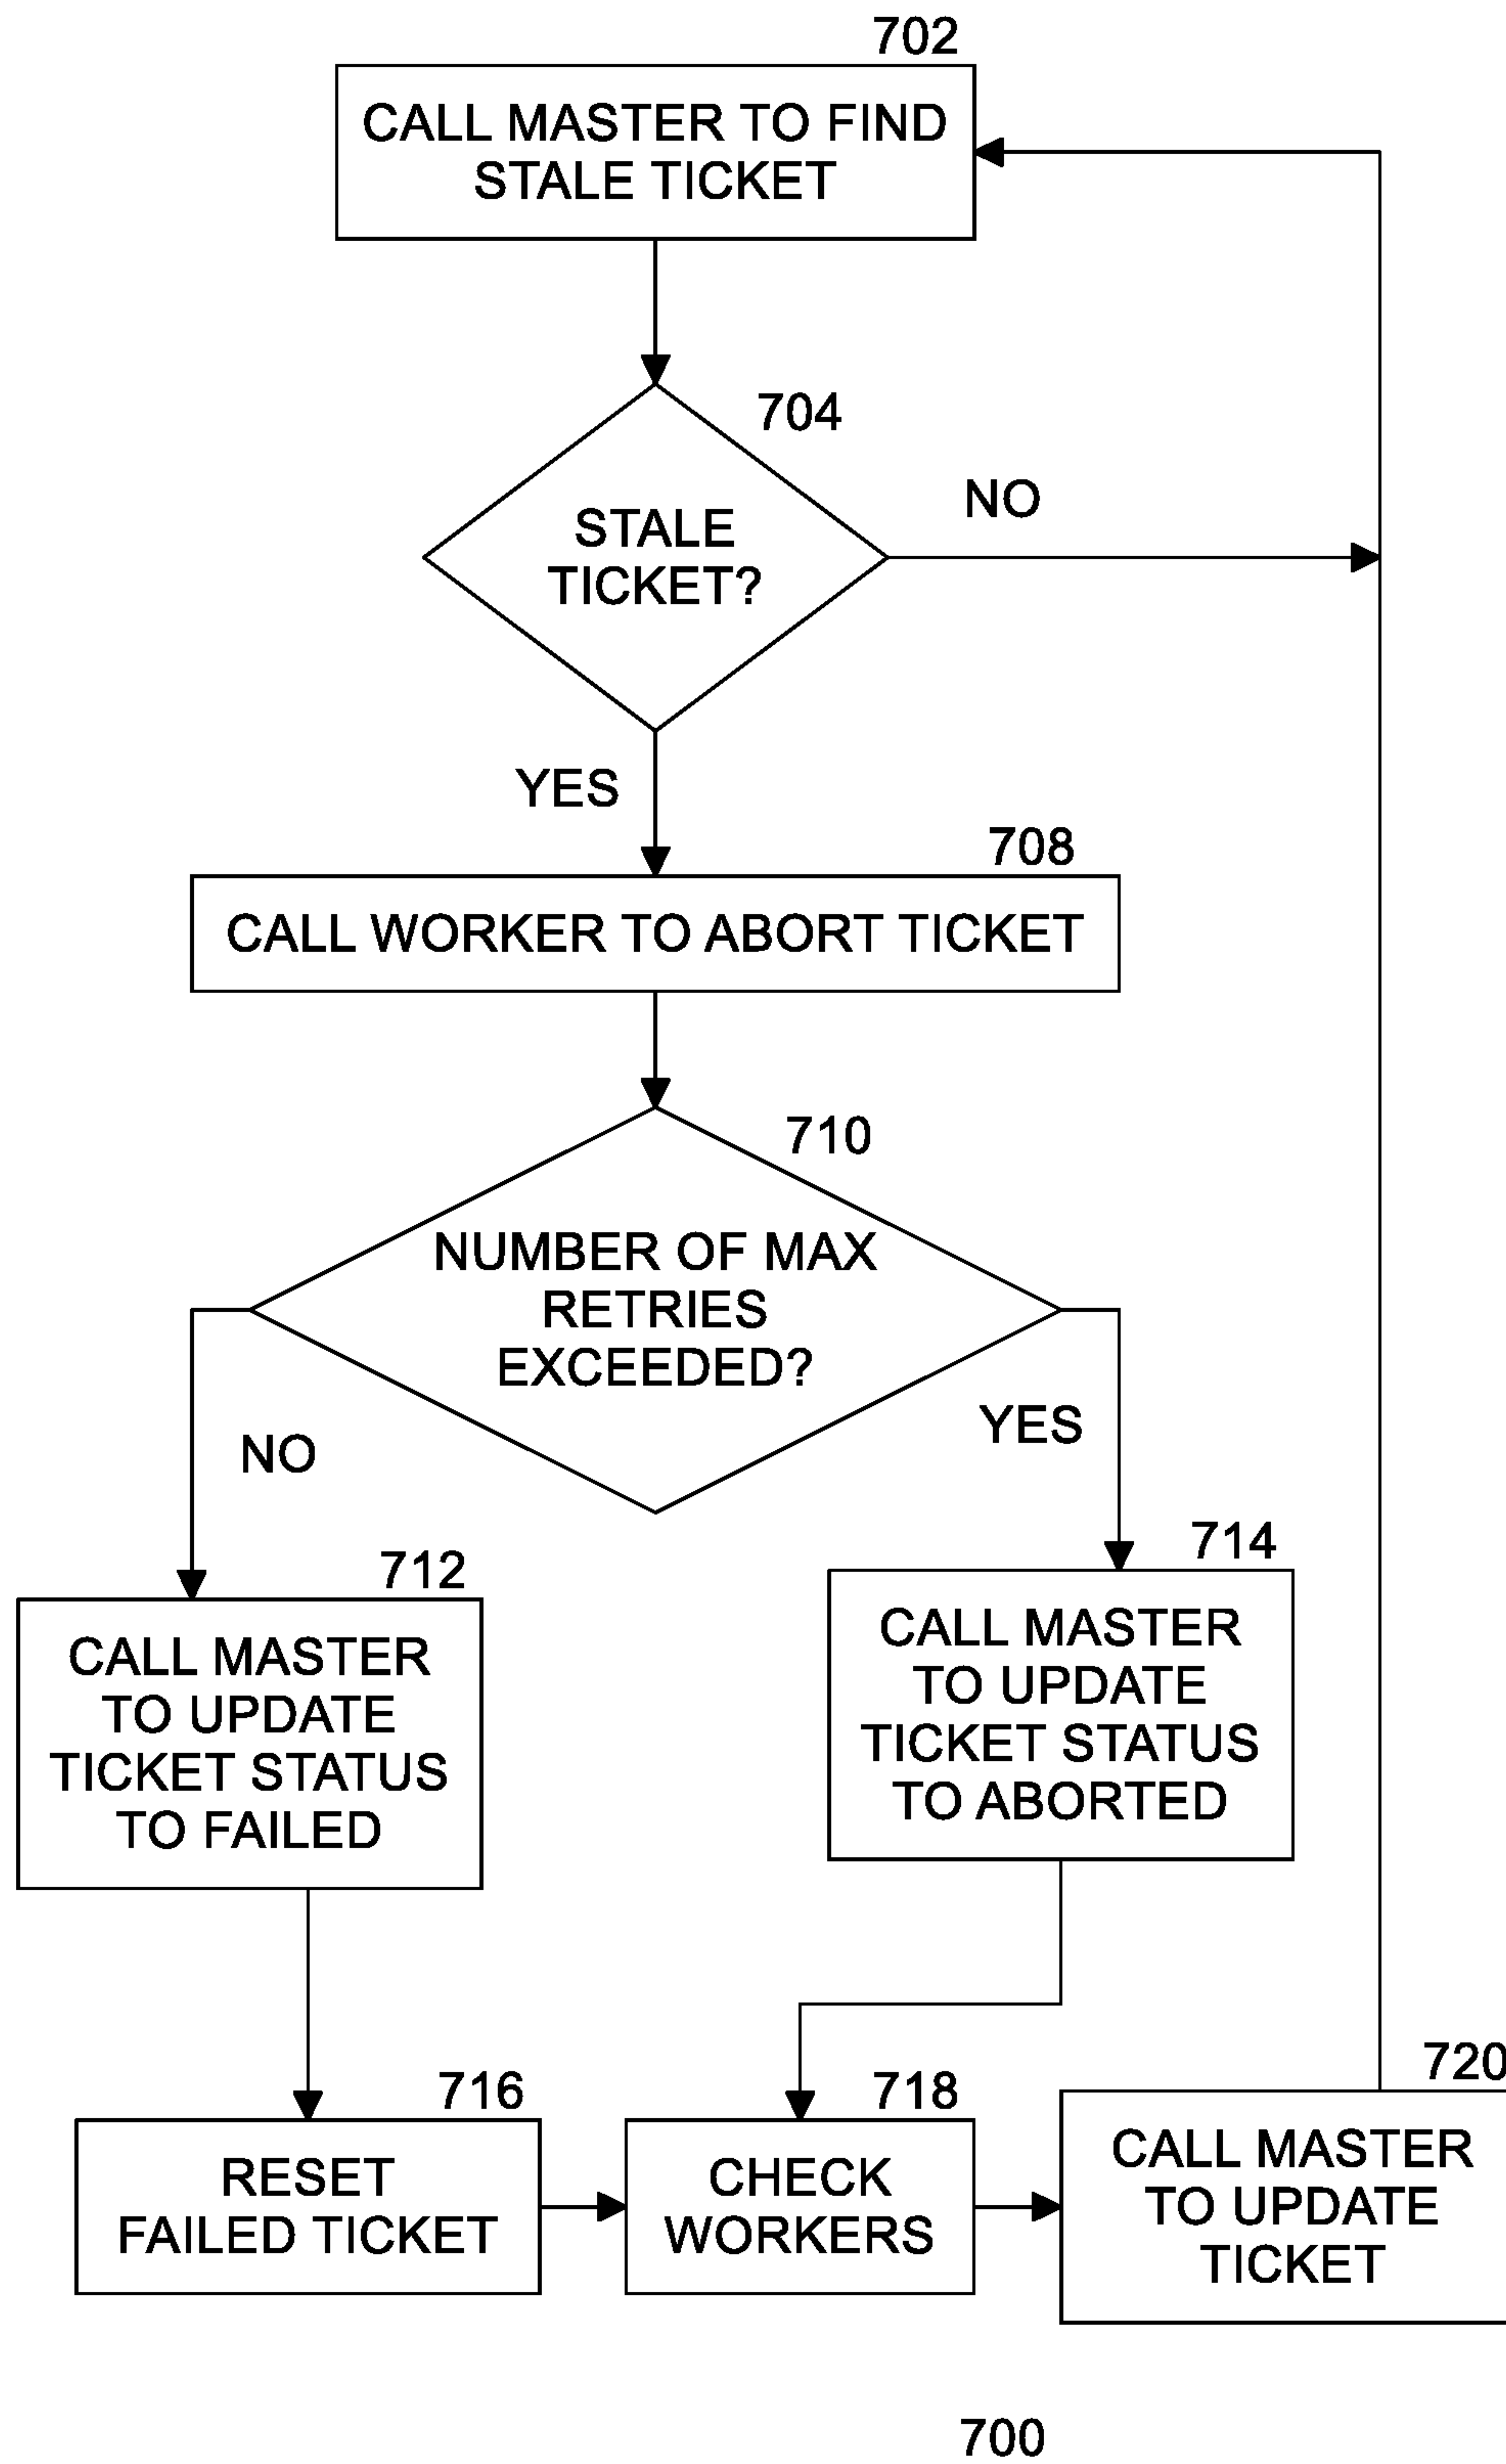 702
CALL MASTER TO FIND
STALE TICKET
704
STALE
TICKET?
NO
YES
708
CALL WORKER TO ABORT TICKET
710
NUMBER OF MAX
RETRIES
EXCEEDED?
NO
YES
712
CALL MASTER
TO UPDATE
TICKET STATUS
TO FAILED
714
CALL MASTER
TO UPDATE
TICKET STATUS
TO ABORTED
716
RESET
FAILED TICKET
718
CHECK
WORKERS
720
CALL MASTER
TO UPDATE
TICKET
700